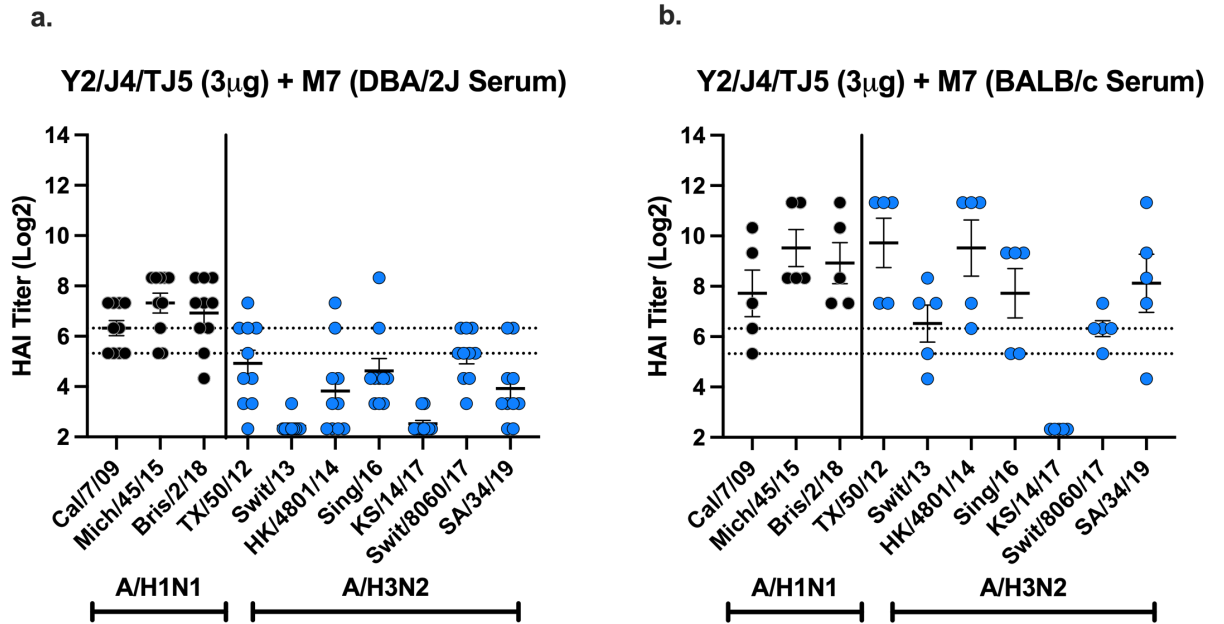 a.
Y2/J4/TJ5 (3μg) + M7 (DBA/2J Serum)
HAI Titer (Log2)
14
12
10
8
6
4
2
Cal/7/09
Mich/45/15
Bris/2/18
TX/50/12
Swit/13
HK/4801/14
Sing/16
KS/14/17
Swit/8060/17
SA/34/19
A/H1N1
A/H3N2
b.
Y2/J4/TJ5 (3μg) + M7 (BALB/c Serum)
HAI Titer (Log2)
14
12
10
8
6
4
2
Cal/7/09
Mich/45/15
Bris/2/18
TX/50/12
Swit/13
HK/4801/14
Sing/16
KS/14/17
Swit/8060/17
SA/34/19
A/H1N1
A/H3N2